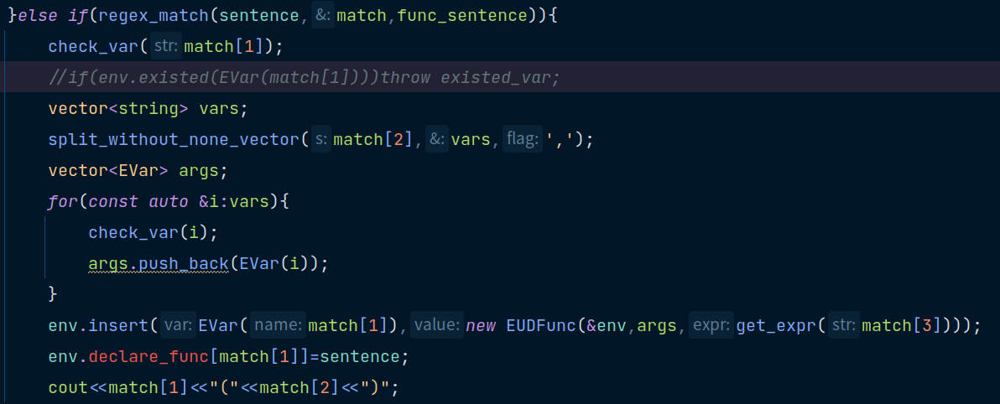 }else if(regex_match(sentence, &: match,func_sentence)){
    check_var( str: match[1]);
    //if(env.existed(EVar(match[1])))throw existed_var;
    vector<string> vars;
    split_without_none_vector( s: match[2], &: vars, flag: ',');
    vector<EVar> args;
    for(const auto &i:vars){
        check_var(i);
        args.push_back(EVar(i));
    }
    env.insert( var: EVar( name: match[1]), value: new EUDFunc(&env,args, expr: get_expr( str: match[3])));
    env.declare_func[match[1]]=sentence;
    cout<<match[1]<<"("<<match[2]<<")";